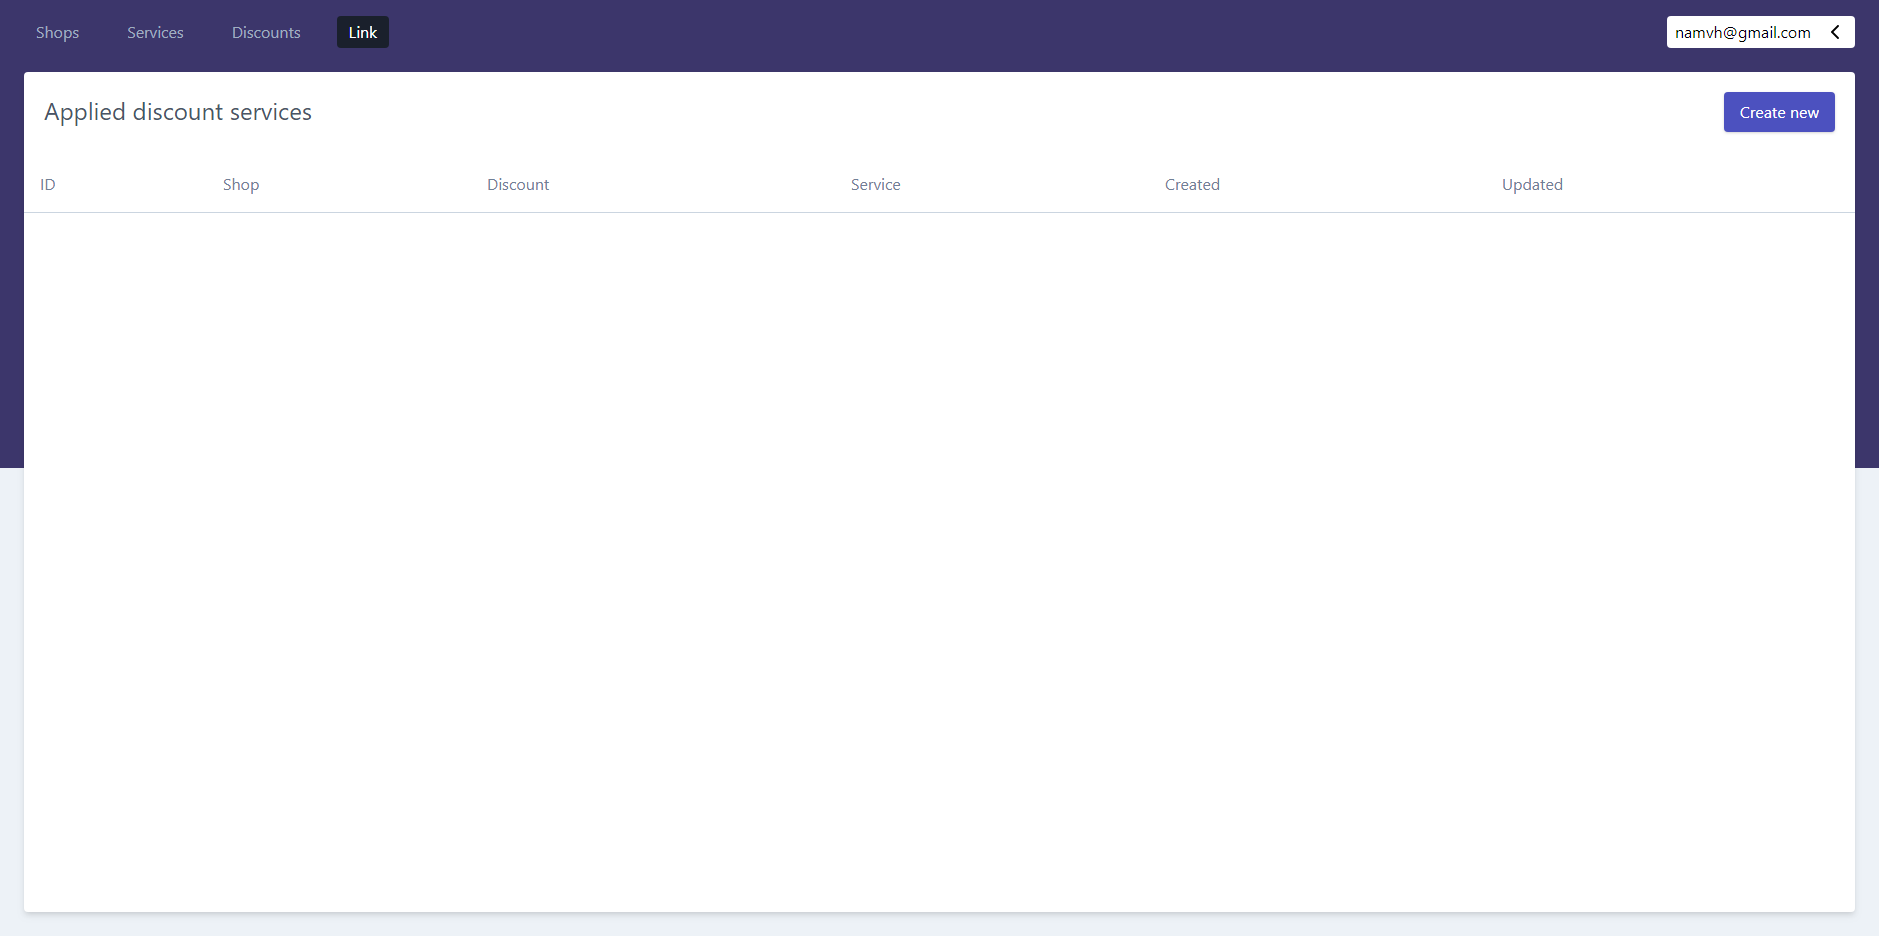 Shops Services Discounts Link namvh@gmail.com
Applied discount services Create new
ID Shop Discount Service Created Updated